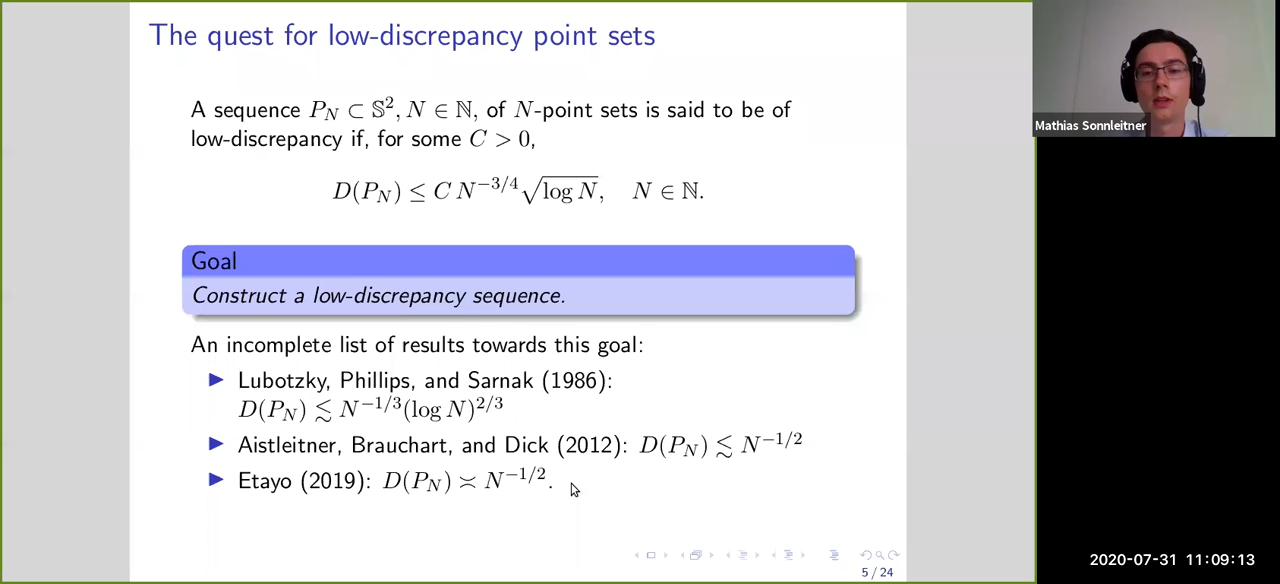 The quest for low-discrepancy point sets
A sequence P_N ⊂ 𝕊², N ∈ ℕ, of N-point sets is said to be of
low-discrepancy if, for some C > 0,
D(P_N) ≤ C N^{-3/4}√(log N), N ∈ ℕ.
Goal
Construct a low-discrepancy sequence.
An incomplete list of results towards this goal:
▶ Lubotzky, Phillips, and Sarnak (1986):
D(P_N) ≲ N^{-1/3}(log N)^{2/3}
▶ Aistleitner, Brauchart, and Dick (2012): D(P_N) ≲ N^{-1/2}
▶ Etayo (2019): D(P_N) ≍ N^{-1/2}.
5 / 24
Mathias Sonnleitner
2020-07-31 11:09:13